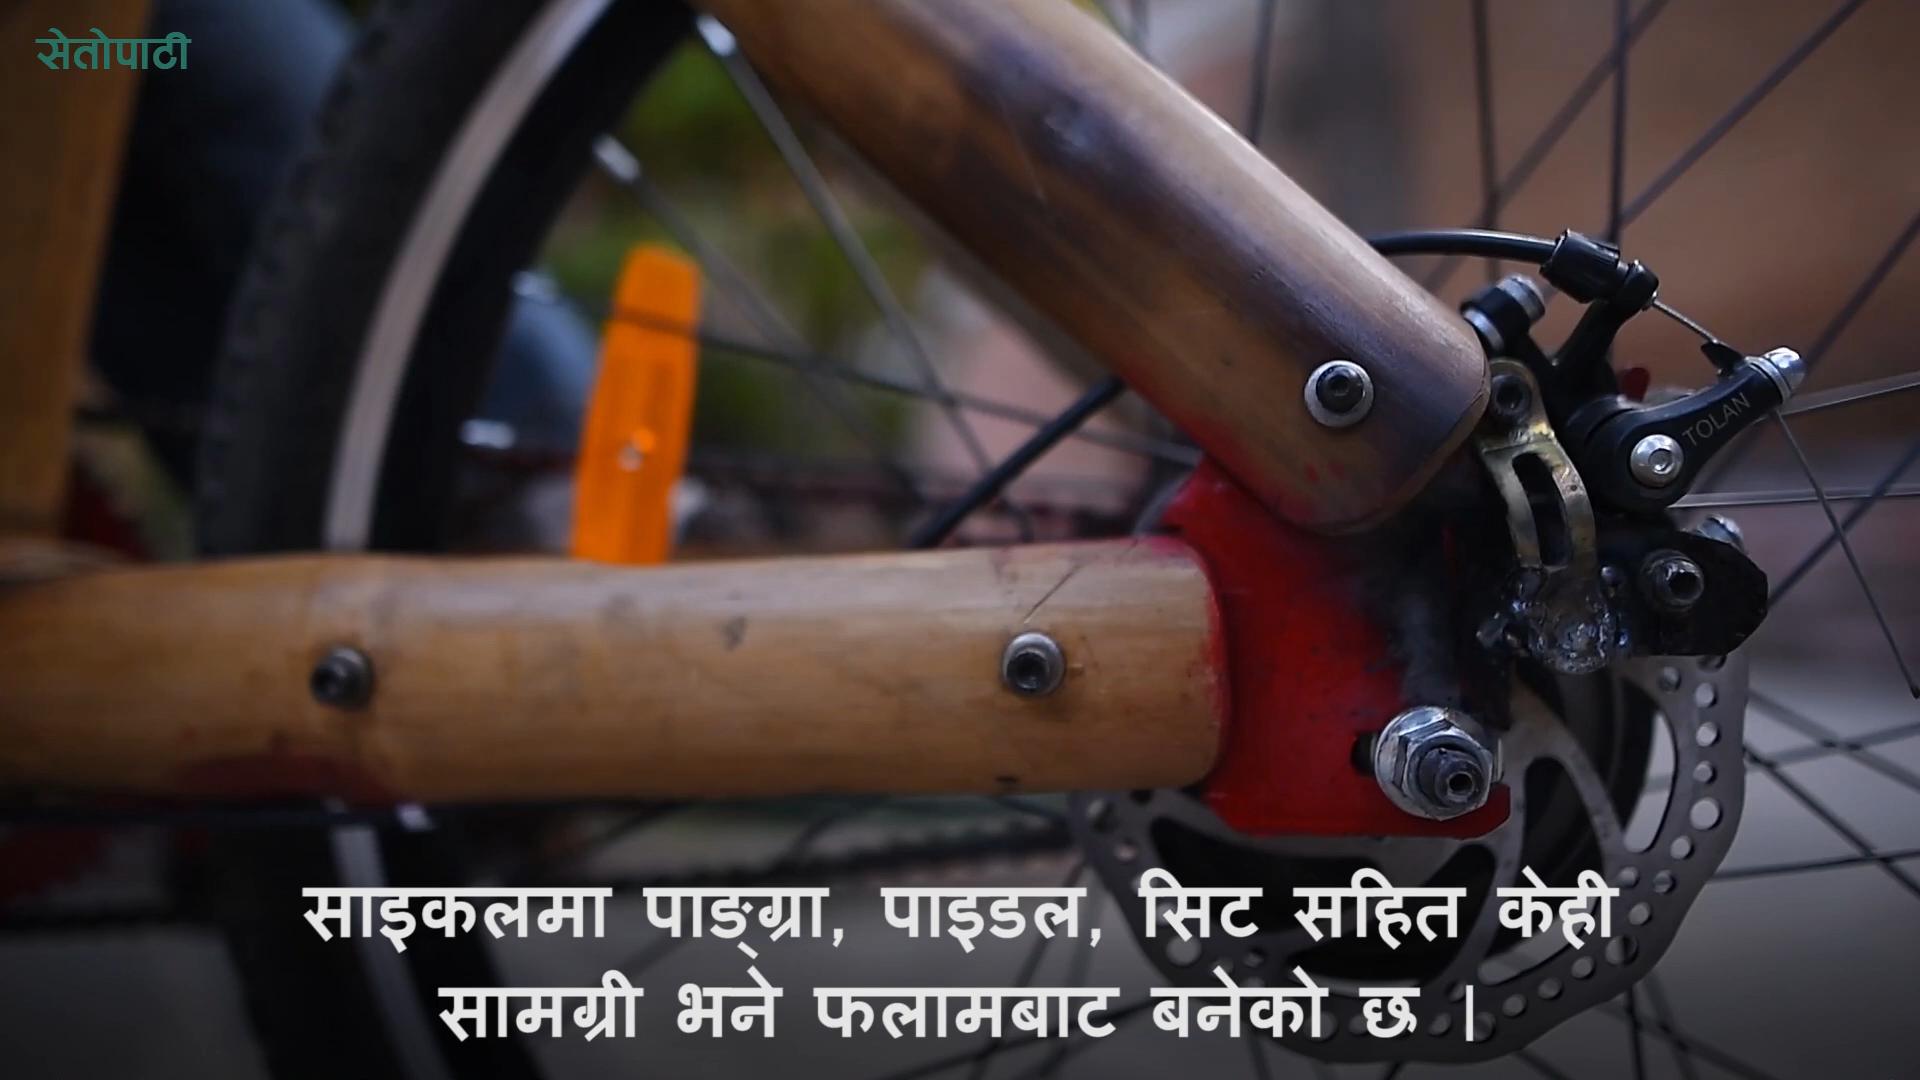 सेतोपाटी
TOLAN
साइकलमा पाङ्ग्रा, पाइडल, सिट सहित केही
सामग्री भने फलामबाट बनेको छ ।